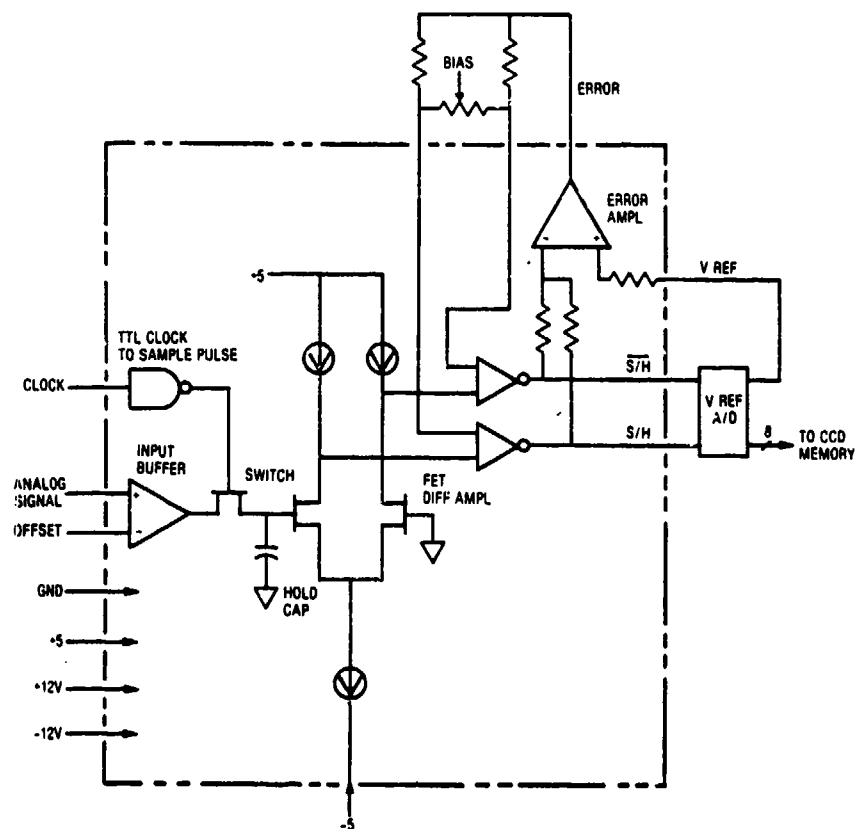 BIAS
ERROR
ERROR
AMPL
- +
V REF
+5
TTL CLOCK
TO SAMPLE PULSE
CLOCK
S/H
V REF
A/D
INPUT
BUFFER
SWITCH
S/H
8
TO CCD
MEMORY
ANALOG
SIGNAL
+
FET
DIFF AMPL
OFFSET
-
GND
HOLD
CAP
+5
+12V
-12V
-5